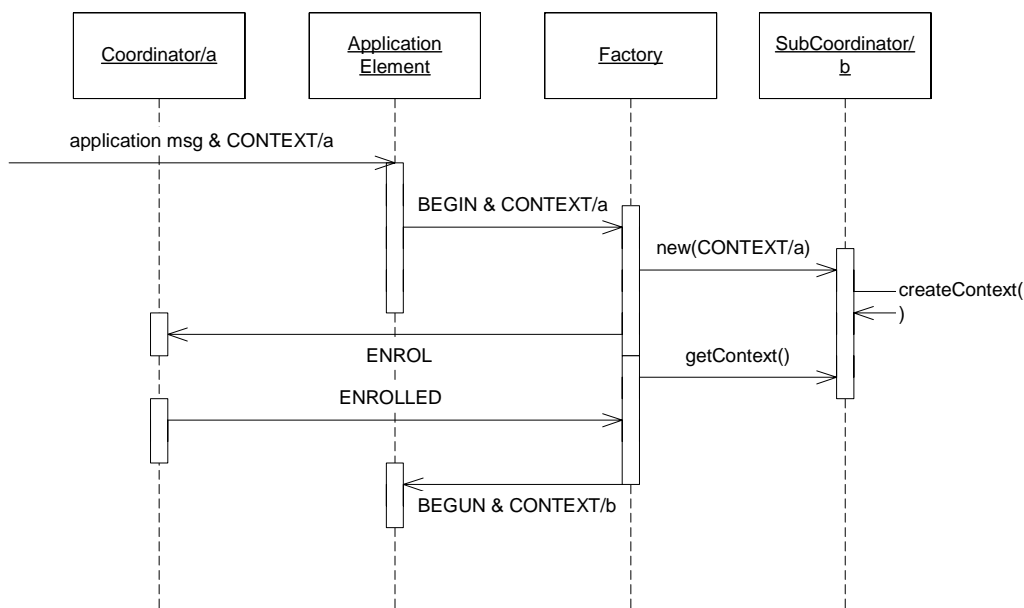 Coordinator/a
Application
Element
Factory
SubCoordinator/
b
application msg & CONTEXT/a
BEGIN & CONTEXT/a
new(CONTEXT/a)
createContext(
)
ENROL
getContext()
ENROLLED
BEGUN & CONTEXT/b